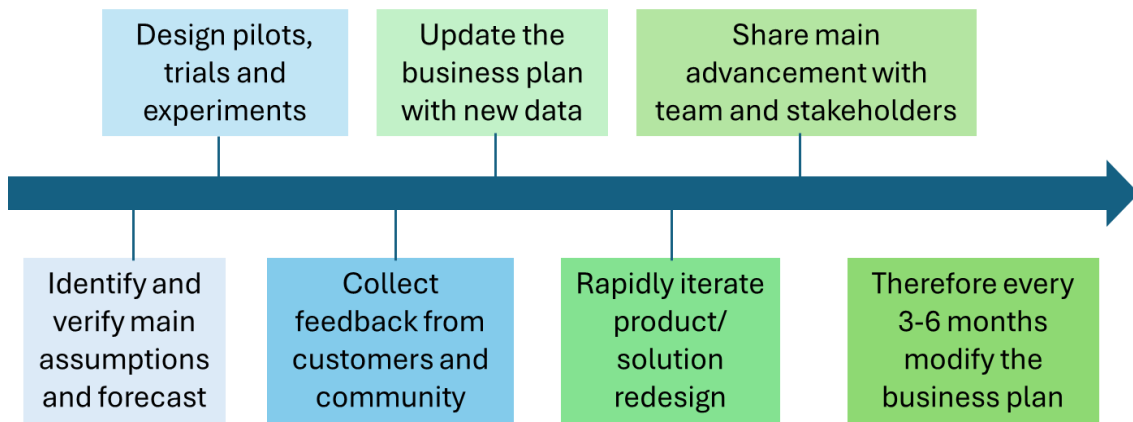 Design pilots,
trials and
experiments
Update the
business plan
with new data
Share main
advancement with
team and stakeholders
Identify and
verify main
assumptions
and forecast
Collect
feedback from
customers and
community
Rapidly iterate
product/
solution
redesign
Therefore every
3-6 months
modify the
business plan